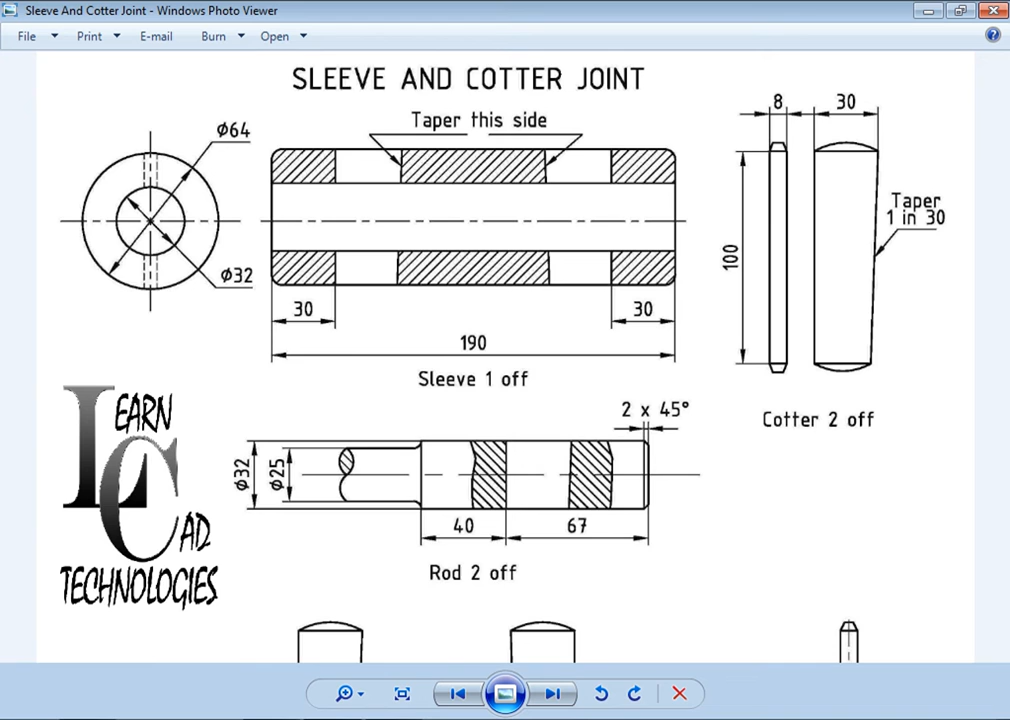 Sleeve And Cotter Joint - Windows Photo Viewer
File Print E-mail Burn Open
SLEEVE AND COTTER JOINT
Taper this side
ø64
ø32
30
30
190
Sleeve 1 off
8
30
100
Taper
1 in 30
Cotter 2 off
2 x 45°
ø32
ø25
40
67
Rod 2 off
LEARN
CAD
TECHNOLOGIES